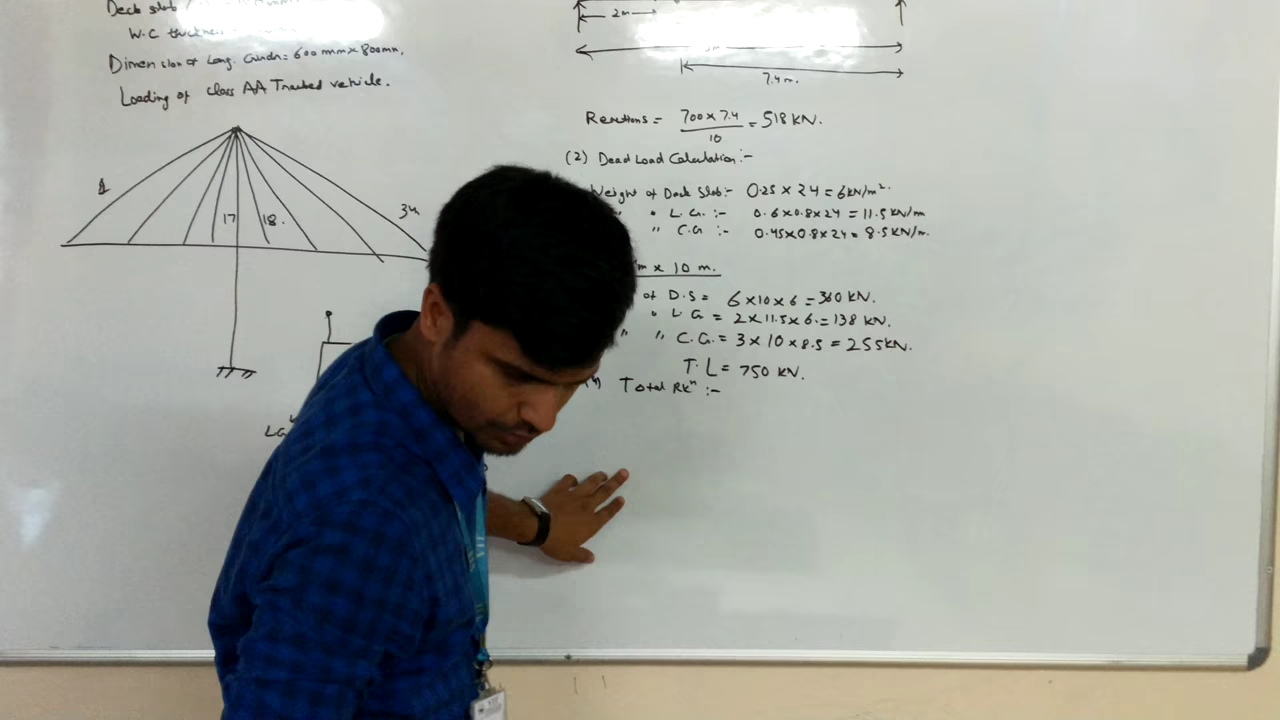 Deck slab
W.C thickness
Dimension of Long. Girder = 600 mm x 800mm.
Loading of class AA Tracked vehicle.
17
18.
LG
2m
7.4 m.
Reactions = 700 x 7.4 / 10 = 518 KN.
(2) Dead Load Calculation :-
Weight of Deck Slab :- 0.25 x 24 = 6 KN/m².
" " L.G. :- 0.6 x 0.8 x 24 = 11.5 KN/m
" C.G :- 0.45 x 0.8 x 24 = 8.5 KN/m.
m x 10 m.
of D.S = 6 x 10 x 6 = 360 KN.
" L.G = 2 x 11.5 x 6 = 138 KN.
" " C.G. = 3 x 10 x 8.5 = 255 KN.
T.L = 750 KN.
Total Rkⁿ :-